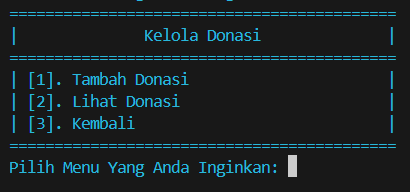 ===========================================
|              Kelola Donasi              |
===========================================
| [1]. Tambah Donasi                      |
| [2]. Lihat Donasi                       |
| [3]. Kembali                            |
===========================================
Pilih Menu Yang Anda Inginkan: